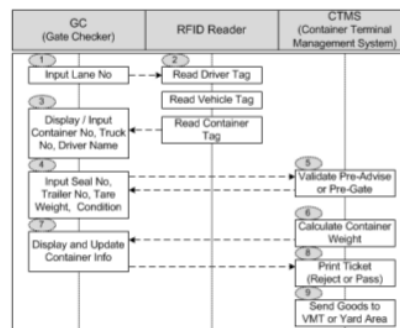 GC
(Gate Checker)
RFID Reader
CTMS
(Container Terminal
Management System)
1
Input Lane No
2
Read Driver Tag
Read Vehicle Tag
Read Container
Tag
3
Display / Input
Container No, Truck
No, Driver Name
4
Input Seal No,
Trailer No, Tare
Weight, Condition
5
Validate Pre-Advise
or Pre-Gate
6
Calculate Container
Weight
7
Display and Update
Container Info
8
Print Ticket
(Reject or Pass)
9
Send Goods to
VMT or Yard Area